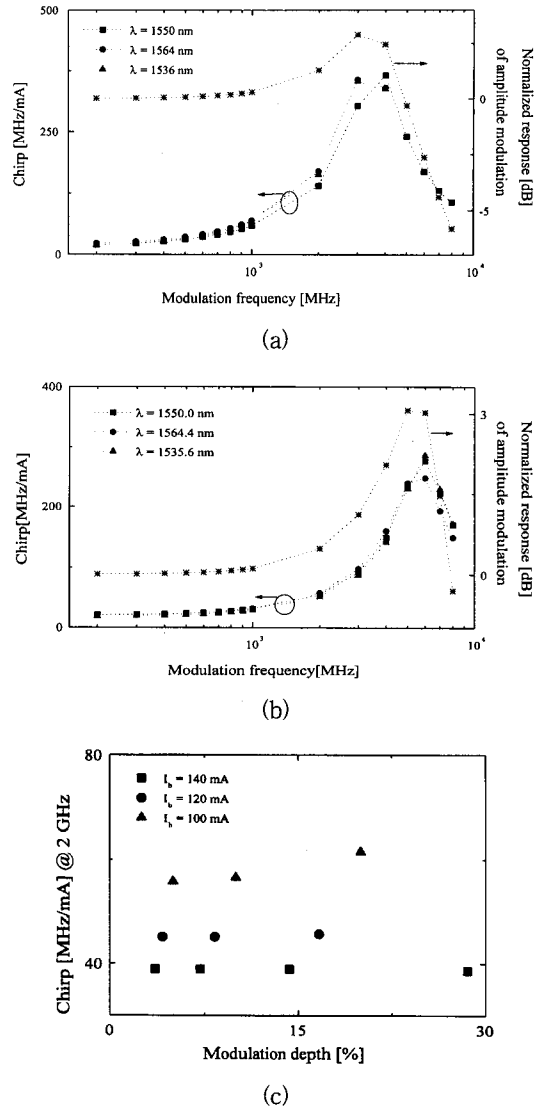 500
250
0
Chirp [MHz/mA]
λ = 1550 nm
λ = 1564 nm
λ = 1536 nm
0
-5
Normalized response [dB]
of amplitude modulation
10³
10⁴
Modulation frequency [MHz]
(a)
400
200
0
Chirp[MHz/mA]
λ = 1550.0 nm
λ = 1564.4 nm
λ = 1535.6 nm
3
0
Normalized response [dB]
of amplitude modulation
10³
10⁴
Modulation frequency[MHz]
(b)
80
40
Chirp [MHz/mA] @ 2 GHz
I_b = 140 mA
I_b = 120 mA
I_b = 100 mA
0
15
30
Modulation depth [%]
(c)